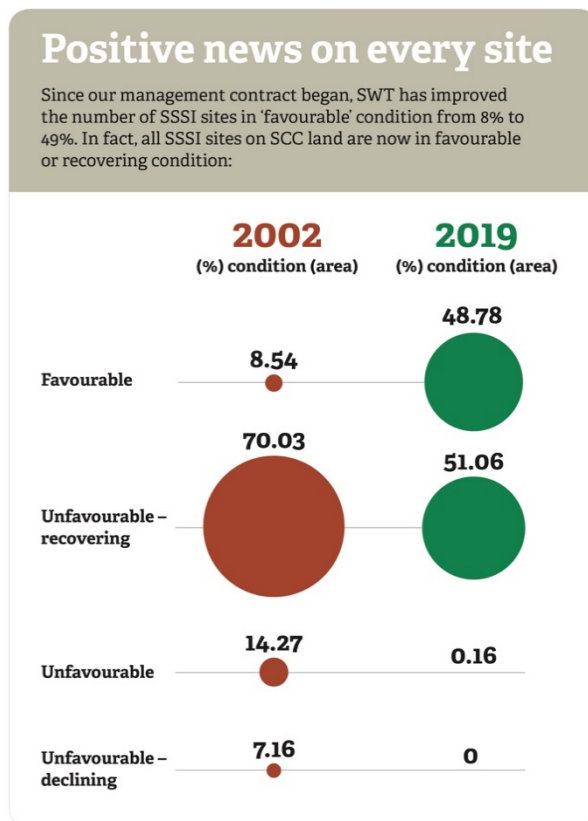 Positive news on every site
Since our management contract began, SWT has improved
the number of SSSI sites in ‘favourable’ condition from 8% to
49%. In fact, all SSSI sites on SCC land are now in favourable
or recovering condition:
2002 2019
(%) condition (area) (%) condition (area)
8.54 48.78
Favourable
70.03 51.06
Unfavourable –
recovering
14.27 0.16
Unfavourable
7.16 0
Unfavourable –
declining